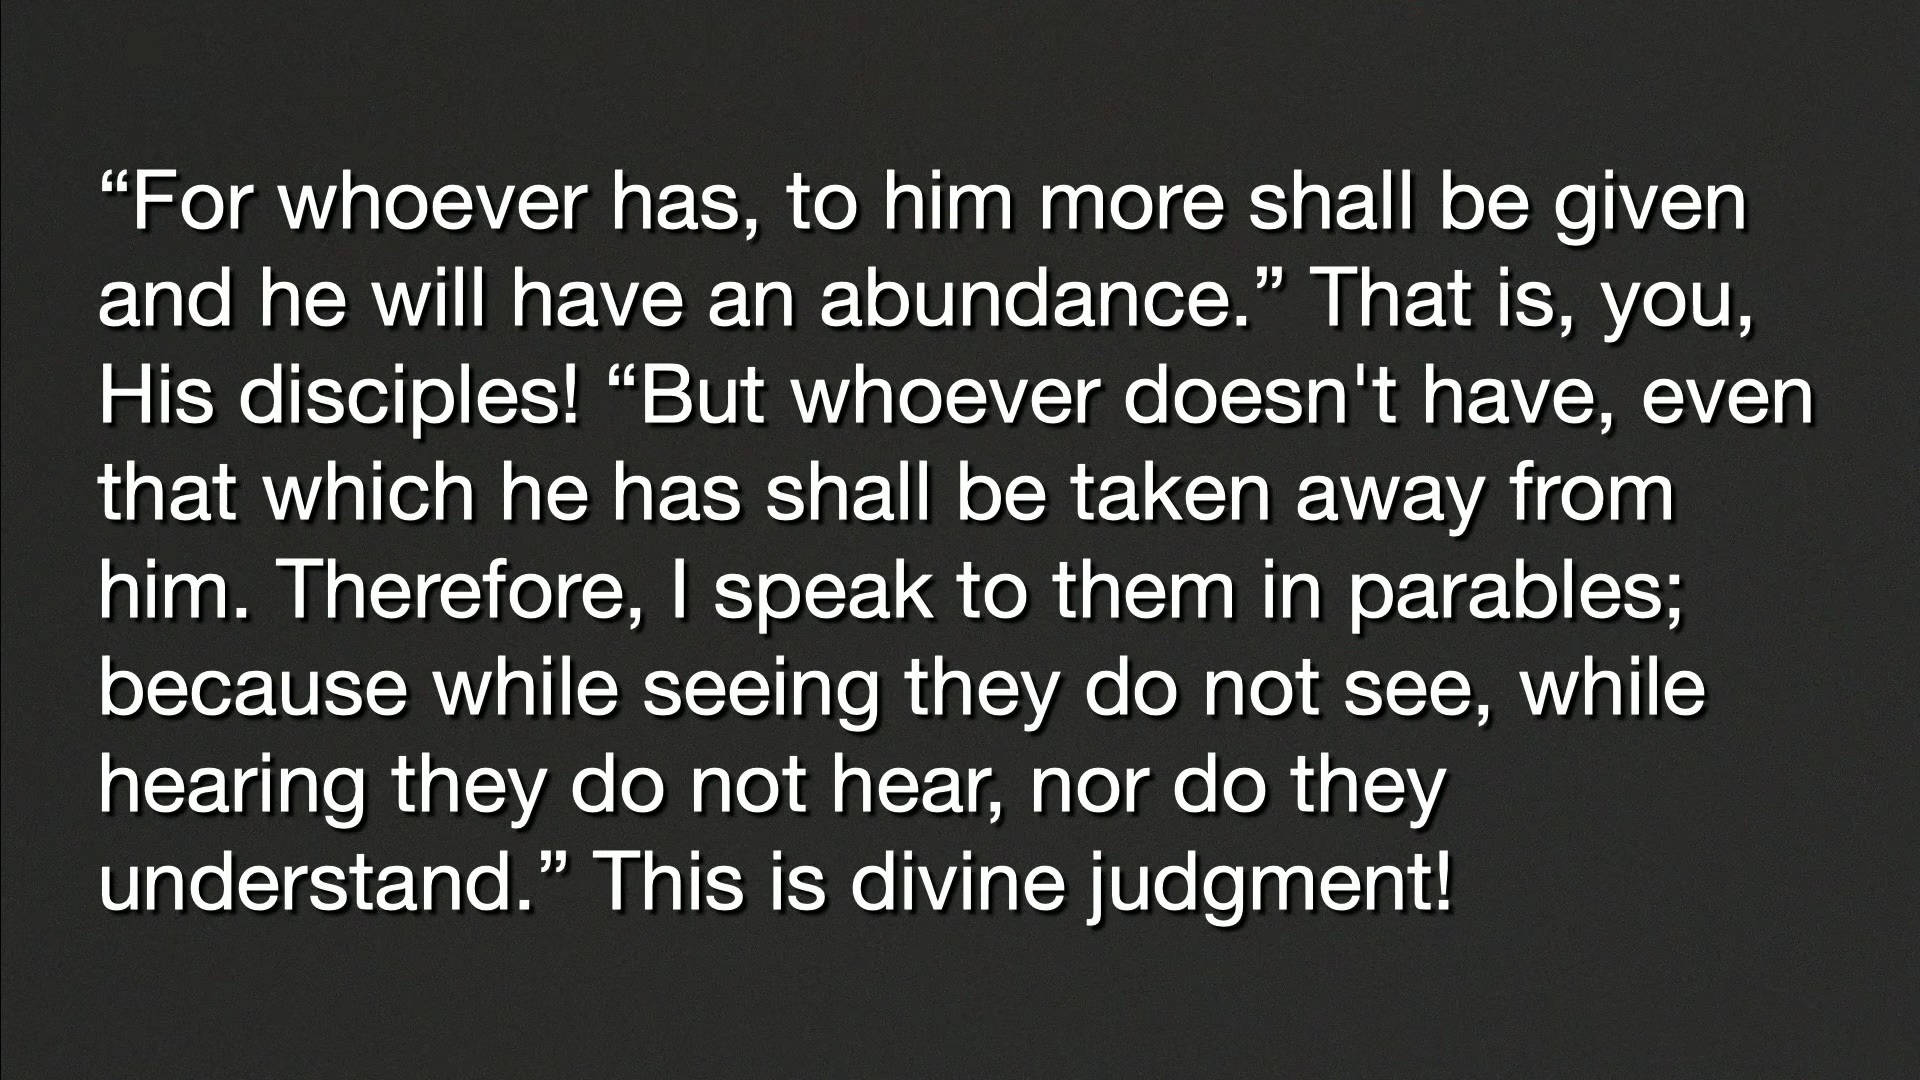 “For whoever has, to him more shall be given
and he will have an abundance.” That is, you,
His disciples! “But whoever doesn't have, even
that which he has shall be taken away from
him. Therefore, I speak to them in parables;
because while seeing they do not see, while
hearing they do not hear, nor do they
understand.” This is divine judgment!